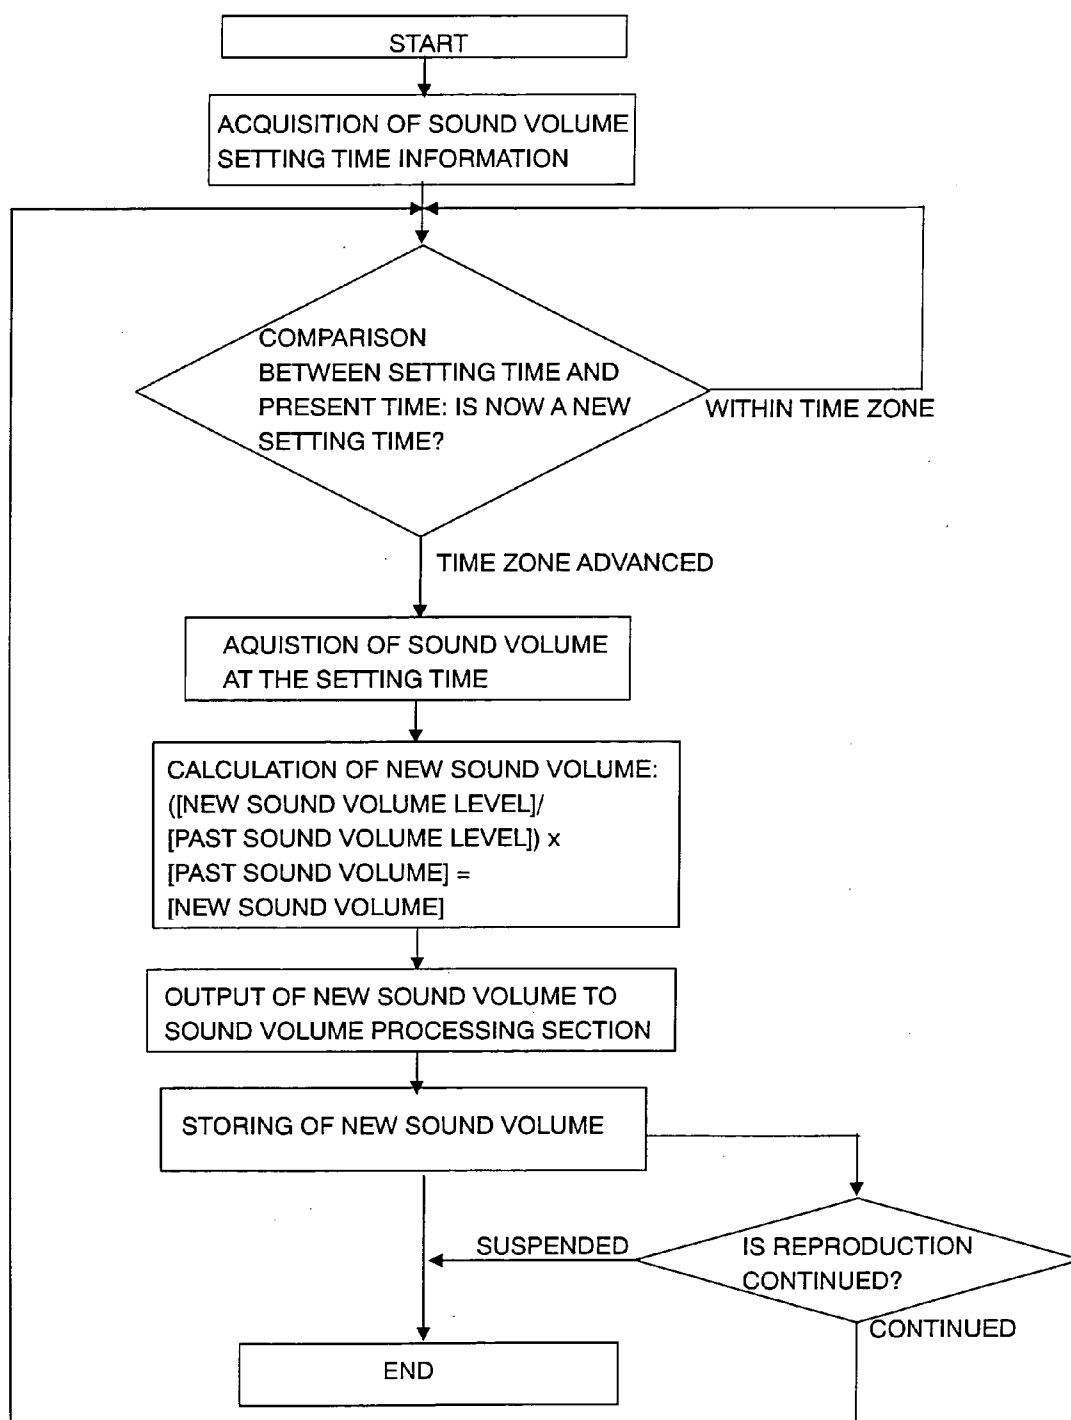 START
ACQUISITION OF SOUND VOLUME
SETTING TIME INFORMATION
COMPARISON
BETWEEN SETTING TIME AND
PRESENT TIME: IS NOW A NEW
SETTING TIME?
WITHIN TIME ZONE
TIME ZONE ADVANCED
AQUISTION OF SOUND VOLUME
AT THE SETTING TIME
CALCULATION OF NEW SOUND VOLUME:
([NEW SOUND VOLUME LEVEL]/
[PAST SOUND VOLUME LEVEL]) x
[PAST SOUND VOLUME] =
[NEW SOUND VOLUME]
OUTPUT OF NEW SOUND VOLUME TO
SOUND VOLUME PROCESSING SECTION
STORING OF NEW SOUND VOLUME
SUSPENDED
IS REPRODUCTION
CONTINUED?
CONTINUED
END